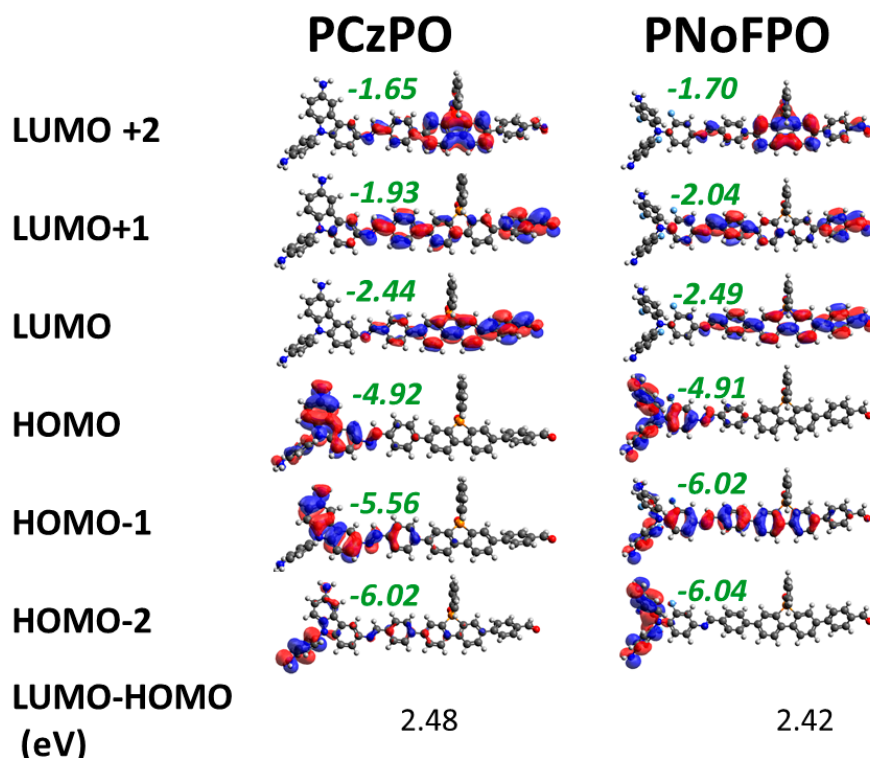 PCzPO PNoFPO
LUMO +2 -1.65 -1.70
LUMO+1 -1.93 -2.04
LUMO -2.44 -2.49
HOMO -4.92 -4.91
HOMO-1 -5.56 -6.02
HOMO-2 -6.02 -6.04
LUMO-HOMO
(eV) 2.48 2.42